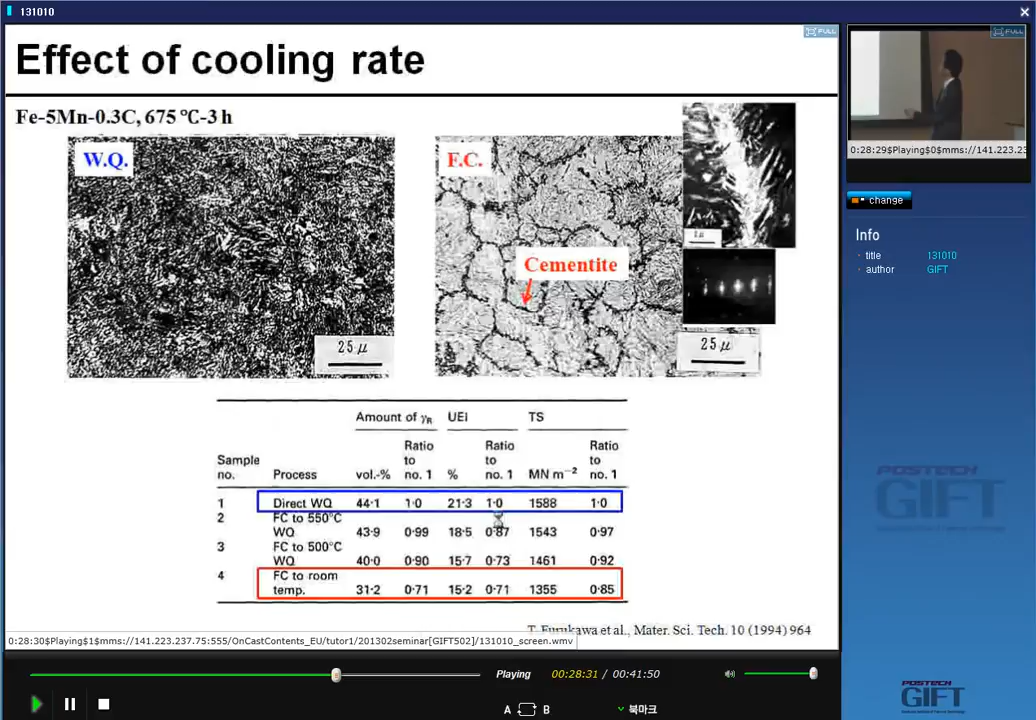 131010
Effect of cooling rate
FULL
FULL
Fe-5Mn-0.3C, 675 ℃-3 h
W.Q.
F.C.
Cementite
25 μ
25 μ
0:28:29$Playing$0$mms://141.223.23
change
Info
title 131010
author GIFT
Amount of γR UEl TS
Sample no. Process vol.-% Ratio to no. 1 % Ratio to no. 1 MN m⁻² Ratio to no. 1
1 Direct WQ 44·1 1·0 21·3 1·0 1588 1·0
2 FC to 550°C WQ 43·9 0·99 18·5 0·87 1543 0·97
3 FC to 500°C WQ 40·0 0·90 15·7 0·73 1461 0·92
4 FC to room temp. 31·2 0·71 15·2 0·71 1355 0·85
T. Furukawa et al., Mater. Sci. Tech. 10 (1994) 964
0:28:30$Playing$1$mms://141.223.237.75:555/OnCastContents_EU/tutor1/201302seminar[GIFT502]/131010_screen.wmv
POSTECH
GIFT
Playing 00:28:31 / 00:41:50
A B 북마크
POSTECH
GIFT